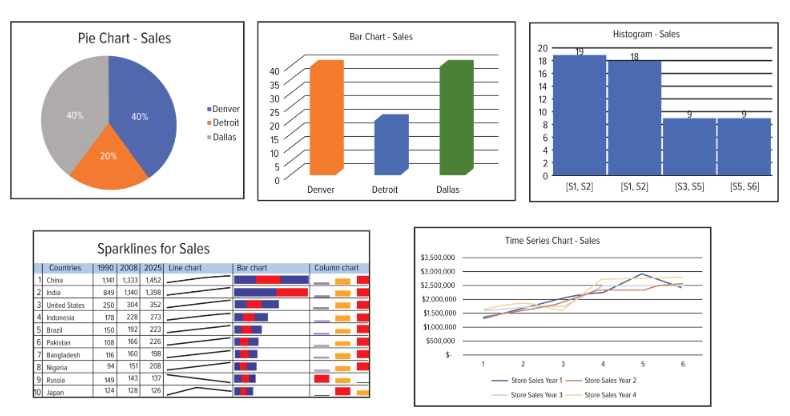 Pie Chart - Sales
40%
40%
20%
Denver
Detroit
Dallas
Bar Chart - Sales
40
35
30
25
20
15
10
5
0
Denver Detroit Dallas
Histogram - Sales
20
18
16
14
12
10
8
6
4
2
0
19
18
9
9
[S1, S2] [S1, S2] [S3, S5] [S5, S6]
Sparklines for Sales
Countries 1990 2008 2025 Line chart Bar chart Column chart
1 China 1,141 1,333 1,452
2 India 849 1,140 1,398
3 United States 250 304 352
4 Indonesia 178 228 273
5 Brazil 150 192 223
6 Pakistan 108 166 226
7 Bangladesh 116 160 198
8 Nigeria 94 151 208
9 Russia 149 143 137
10 Japan 124 128 126
Time Series Chart - Sales
$3,500,000
$3,000,000
$2,500,000
$2,000,000
$1,500,000
$1,000,000
$500,000
$-
1 2 3 4 5 6
Store Sales Year 1 Store Sales Year 2
Store Sales Year 3 Store Sales Year 4